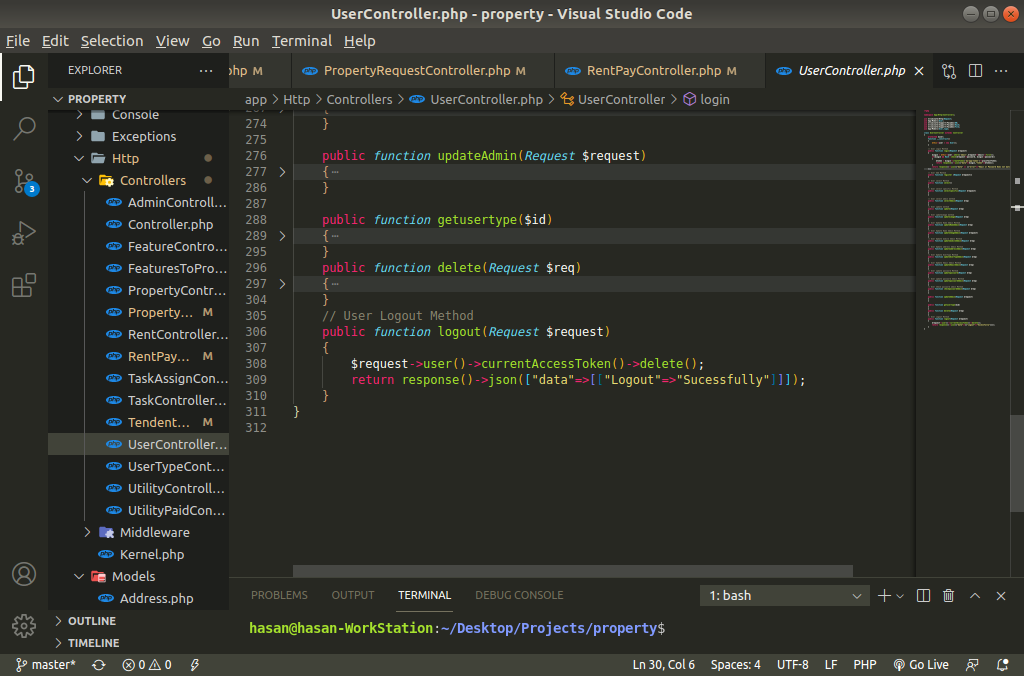 UserController.php - property - Visual Studio Code
File Edit Selection View Go Run Terminal Help
EXPLORER
php M
PropertyRequestController.php M
RentPayController.php M
UserController.php
PROPERTY
app > Http > Controllers > UserController.php > UserController > login
Console
Exceptions
Http
Controllers
AdminControll...
Controller.php
FeatureContro...
FeaturesToPro...
PropertyContr...
Property... M
RentController...
RentPay... M
TaskAssignCon...
TaskController...
Tendent... M
UserController...
UserTypeCont...
UtilityControll...
UtilityPaidCon...
Middleware
Kernel.php
Models
Address.php
OUTLINE
TIMELINE
274 }
275
276 public function updateAdmin(Request $request)
277 {
286 }
287
288 public function getusertype($id)
289 {
295 }
296 public function delete(Request $req)
297 {
304 }
305 // User Logout Method
306 public function logout(Request $request)
307 {
308 $request->user()->currentAccessToken()->delete();
309 return response()->json(["data"=>[["Logout"=>"Sucessfully"]]]);
310 }
311 }
312
PROBLEMS OUTPUT TERMINAL DEBUG CONSOLE
1: bash
hasan@hasan-WorkStation:~/Desktop/Projects/property$
3
master* 0 0
Ln 30, Col 6 Spaces: 4 UTF-8 LF PHP Go Live